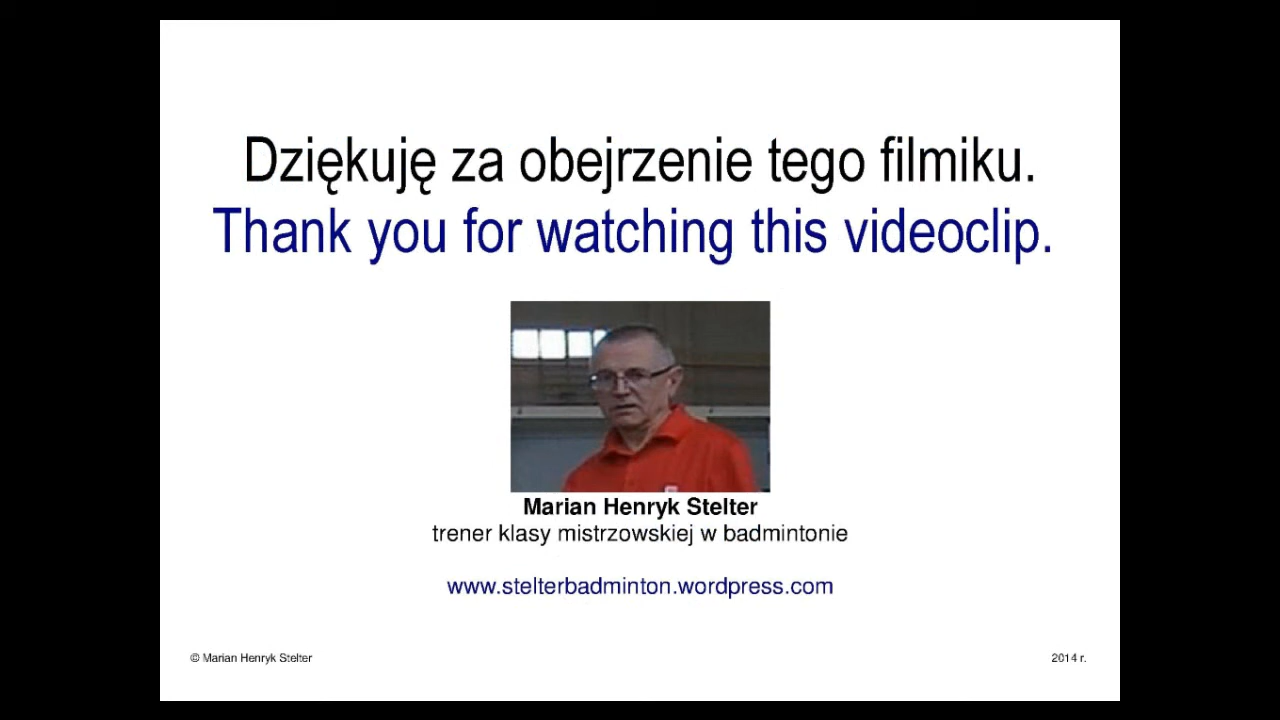 Dziękuję za obejrzenie tego filmiku.
Thank you for watching this videoclip.
Marian Henryk Stelter
trener klasy mistrzowskiej w badmintonie
www.stelterbadminton.wordpress.com
© Marian Henryk Stelter
2014 r.